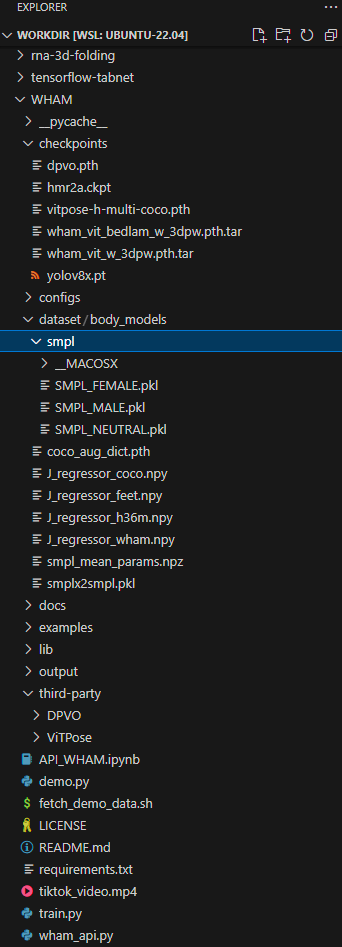 EXPLORER
WORKDIR [WSL: UBUNTU-22.04]
rna-3d-folding
tensorflow-tabnet
WHAM
__pycache__
checkpoints
dpvo.pth
hmr2a.ckpt
vitpose-h-multi-coco.pth
wham_vit_bedlam_w_3dpw.pth.tar
wham_vit_w_3dpw.pth.tar
yolov8x.pt
configs
dataset/body_models
smpl
__MACOSX
SMPL_FEMALE.pkl
SMPL_MALE.pkl
SMPL_NEUTRAL.pkl
coco_aug_dict.pth
J_regressor_coco.npy
J_regressor_feet.npy
J_regressor_h36m.npy
J_regressor_wham.npy
smpl_mean_params.npz
smplx2smpl.pkl
docs
examples
lib
output
third-party
DPVO
ViTPose
API_WHAM.ipynb
demo.py
fetch_demo_data.sh
LICENSE
README.md
requirements.txt
tiktok_video.mp4
train.py
wham_api.py